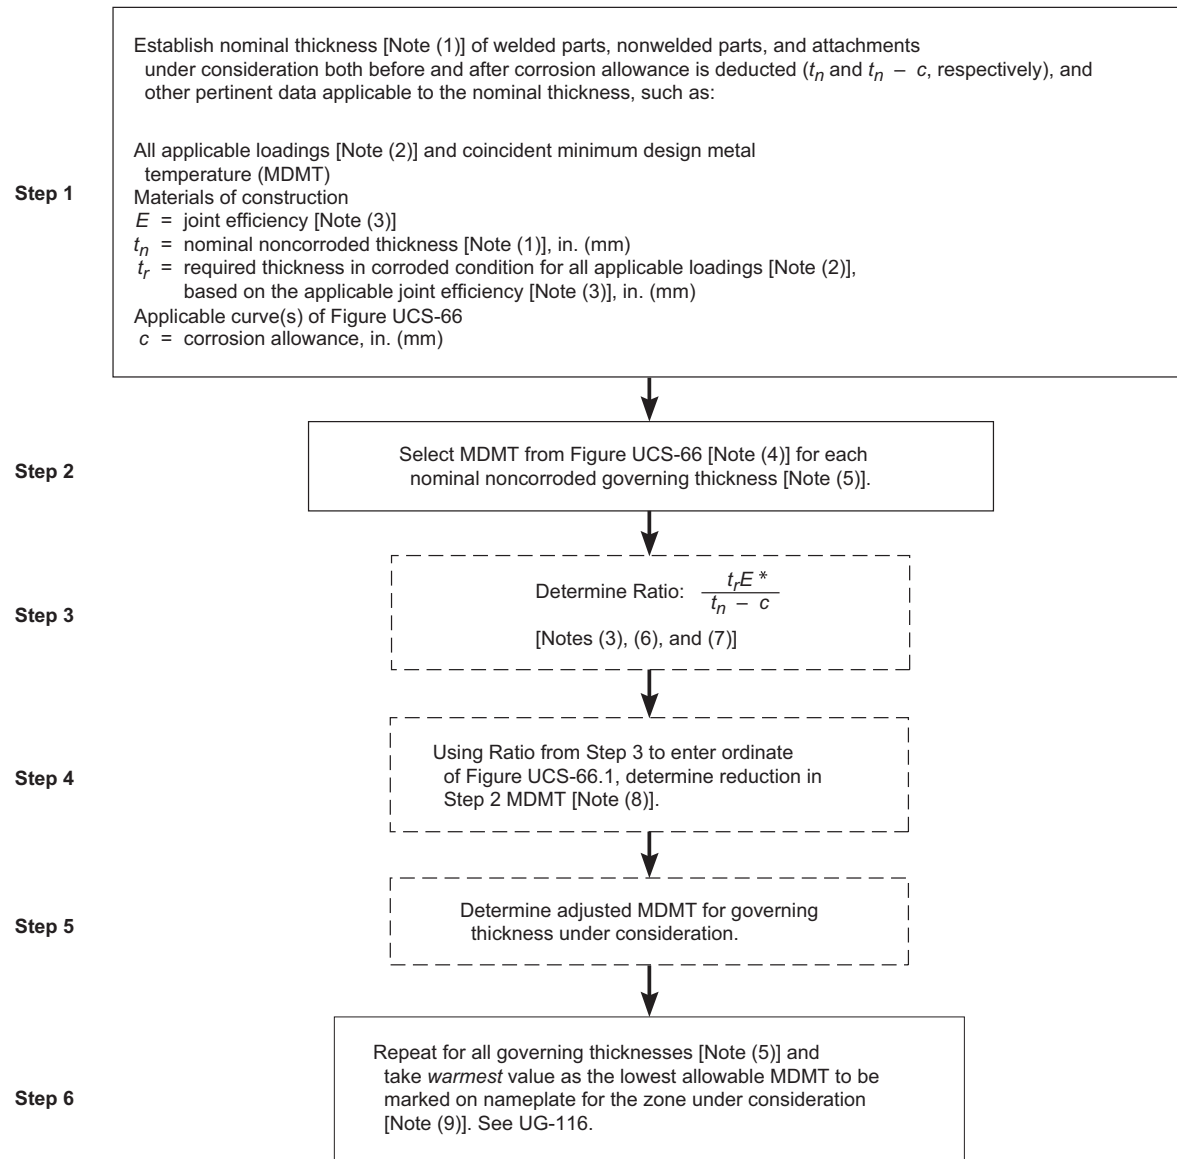 Establish nominal thickness [Note (1)] of welded parts, nonwelded parts, and attachments
under consideration both before and after corrosion allowance is deducted (tn and tn – c, respectively), and
other pertinent data applicable to the nominal thickness, such as:
All applicable loadings [Note (2)] and coincident minimum design metal
temperature (MDMT)
Step 1
Materials of construction
E = joint efficiency [Note (3)]
tn = nominal noncorroded thickness [Note (1)], in. (mm)
tr = required thickness in corroded condition for all applicable loadings [Note (2)],
based on the applicable joint efficiency [Note (3)], in. (mm)
Applicable curve(s) of Figure UCS-66
c = corrosion allowance, in. (mm)
Step 2
Select MDMT from Figure UCS-66 [Note (4)] for each
nominal noncorroded governing thickness [Note (5)].
Step 3
Determine Ratio: trE*
tn – c
[Notes (3), (6), and (7)]
Step 4
Using Ratio from Step 3 to enter ordinate
of Figure UCS-66.1, determine reduction in
Step 2 MDMT [Note (8)].
Step 5
Determine adjusted MDMT for governing
thickness under consideration.
Step 6
Repeat for all governing thicknesses [Note (5)] and
take warmest value as the lowest allowable MDMT to be
marked on nameplate for the zone under consideration
[Note (9)]. See UG-116.